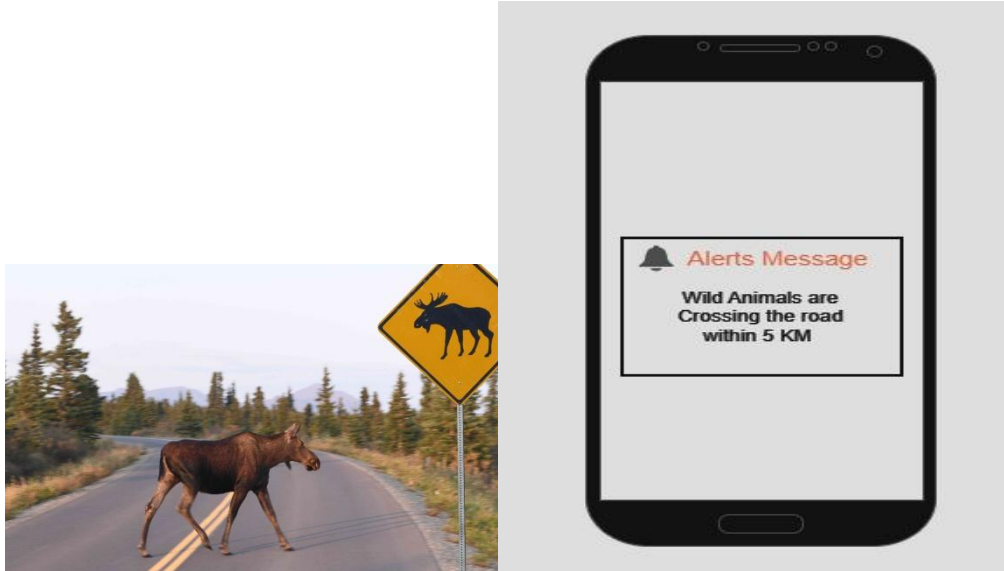 Alerts Message
Wild Animals are
Crossing the road
within 5 KM